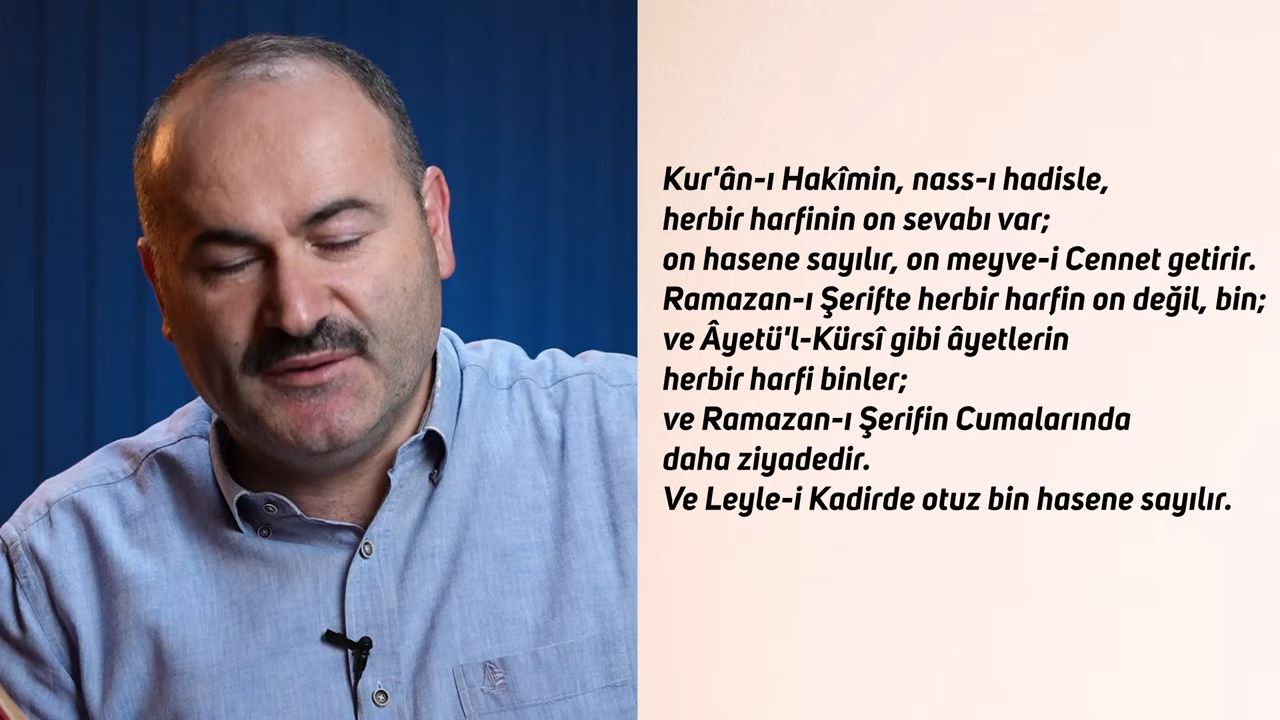 Kur'ân-ı Hakîmin, nass-ı hadisle,
herbir harfinin on sevabı var;
on hasene sayılır, on meyve-i Cennet getirir.
Ramazan-ı Şerifte herbir harfin on değil, bin;
ve Âyetü'l-Kürsî gibi âyetlerin
herbir harfi binler;
ve Ramazan-ı Şerifin Cumalarında
daha ziyadedir.
Ve Leyle-i Kadirde otuz bin hasene sayılır.